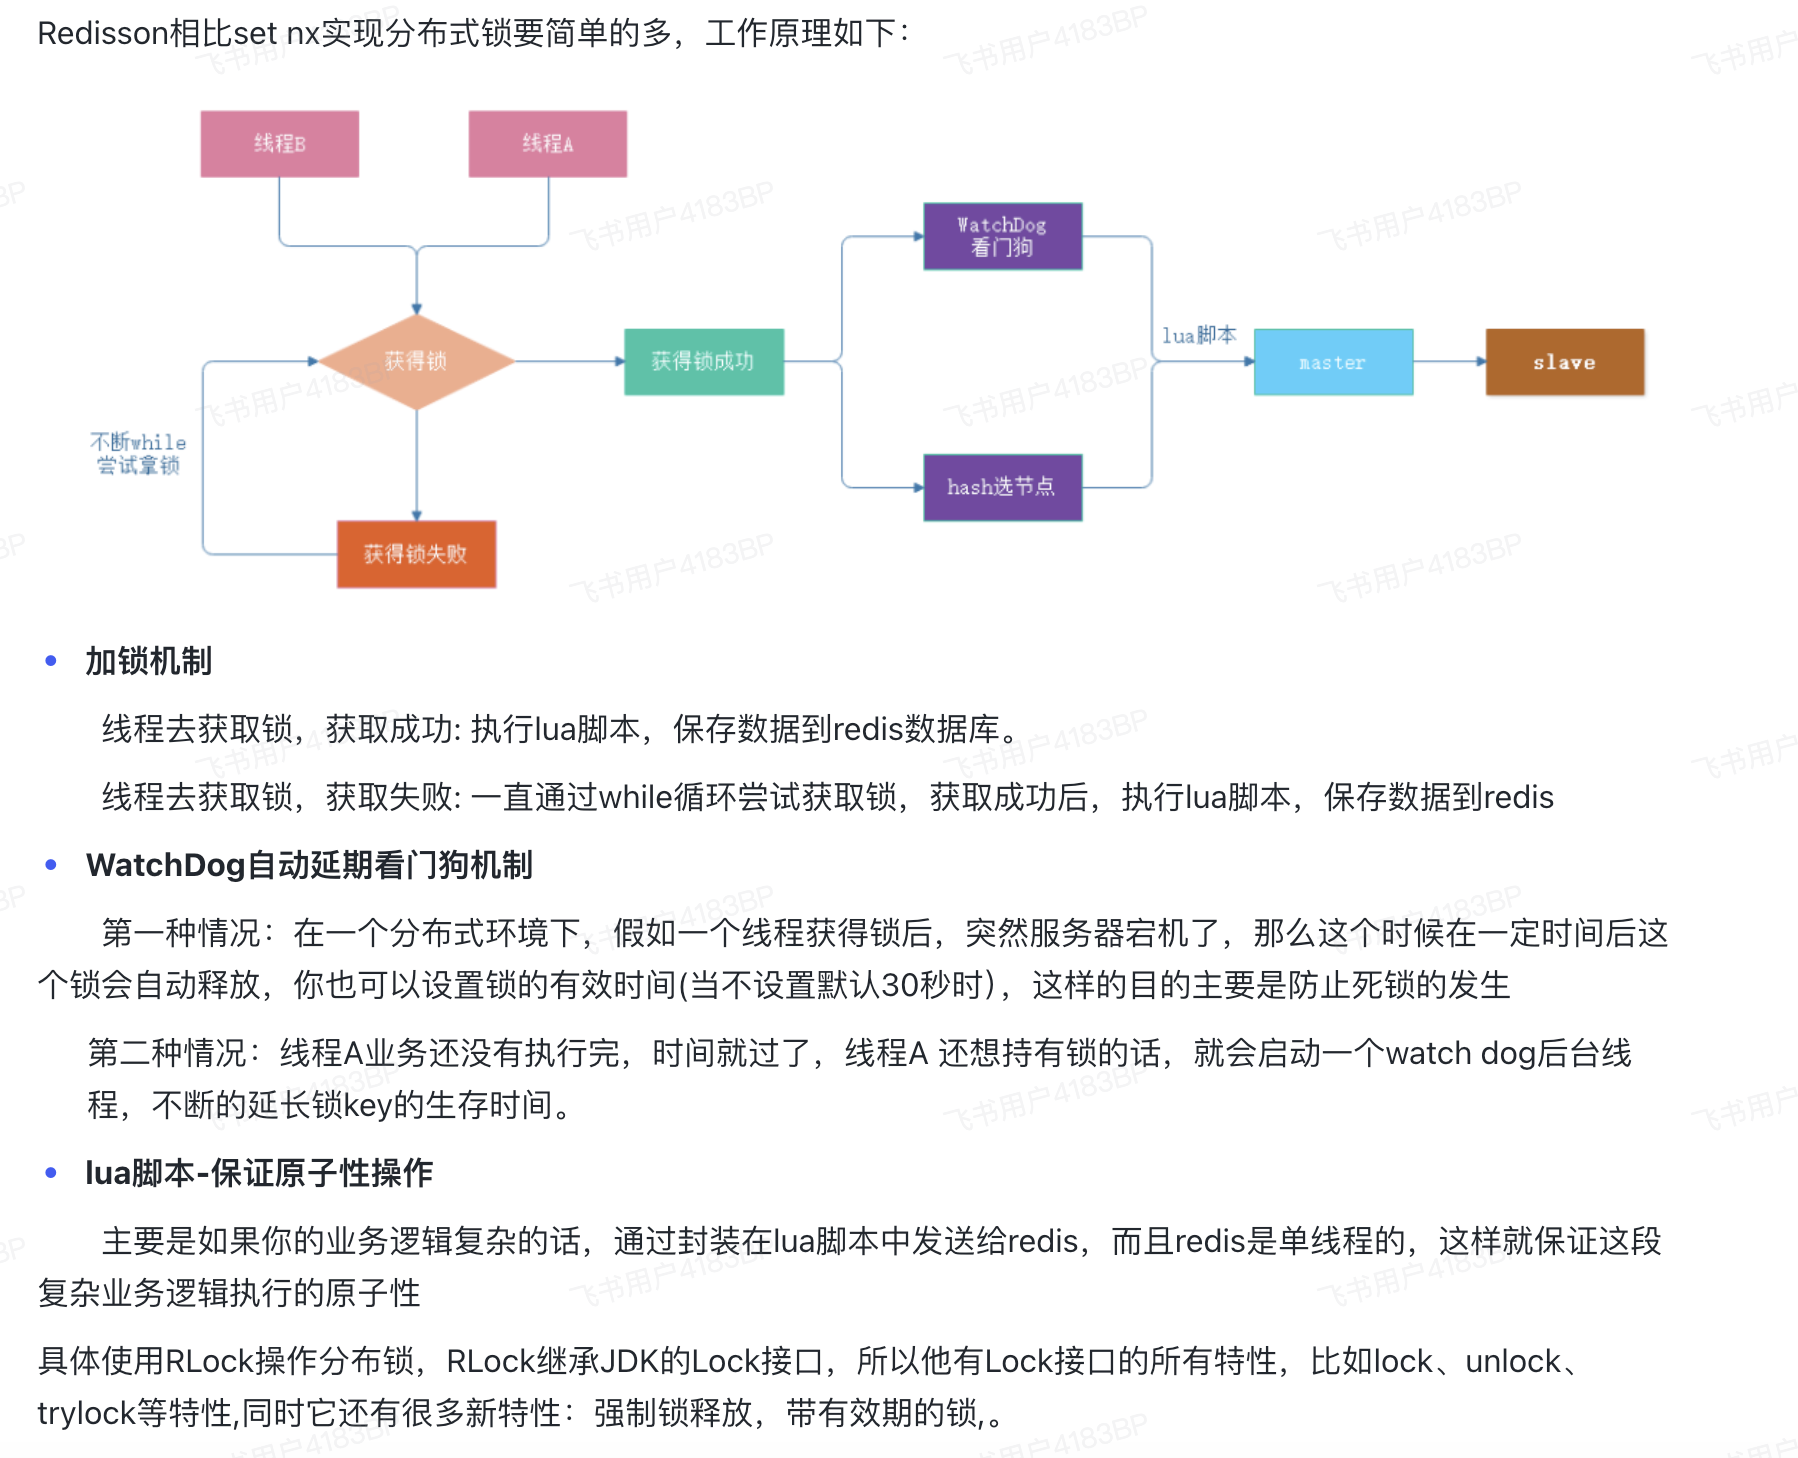 Redisson相比set nx实现分布式锁要简单的多，工作原理如下：
线程B
线程A
WatchDog
看门狗
lua脚本
获得锁
获得锁成功
master
slave
不断while
尝试拿锁
hash选节点
获得锁失败
加锁机制
线程去获取锁，获取成功: 执行lua脚本，保存数据到redis数据库。
线程去获取锁，获取失败: 一直通过while循环尝试获取锁，获取成功后，执行lua脚本，保存数据到redis
WatchDog自动延期看门狗机制
第一种情况：在一个分布式环境下，假如一个线程获得锁后，突然服务器宕机了，那么这个时候在一定时间后这
个锁会自动释放，你也可以设置锁的有效时间(当不设置默认30秒时），这样的目的主要是防止死锁的发生
第二种情况：线程A业务还没有执行完，时间就过了，线程A 还想持有锁的话，就会启动一个watch dog后台线
程，不断的延长锁key的生存时间。
lua脚本-保证原子性操作
主要是如果你的业务逻辑复杂的话，通过封装在lua脚本中发送给redis，而且redis是单线程的，这样就保证这段
复杂业务逻辑执行的原子性
具体使用RLock操作分布锁，RLock继承JDK的Lock接口，所以他有Lock接口的所有特性，比如lock、unlock、
trylock等特性,同时它还有很多新特性：强制锁释放，带有效期的锁,。
飞书用户4183BP